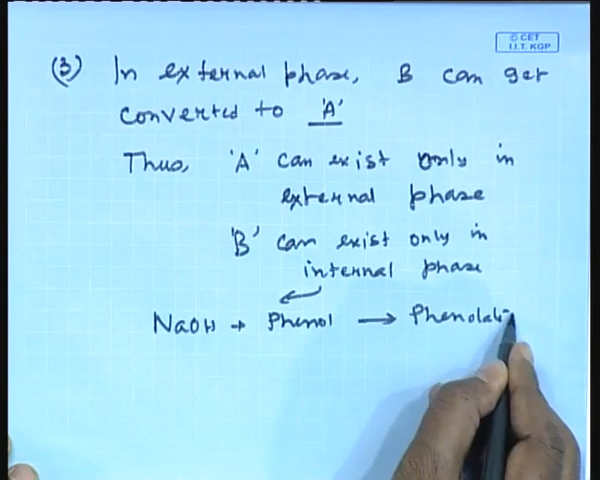 © CET
I.I.T. KGP
(3) In external phase, B can get
converted to 'A'
Thus, 'A' can exist only in
external phase
'B' can exist only in
internal phase
NaOH + Phenol → Phenolat